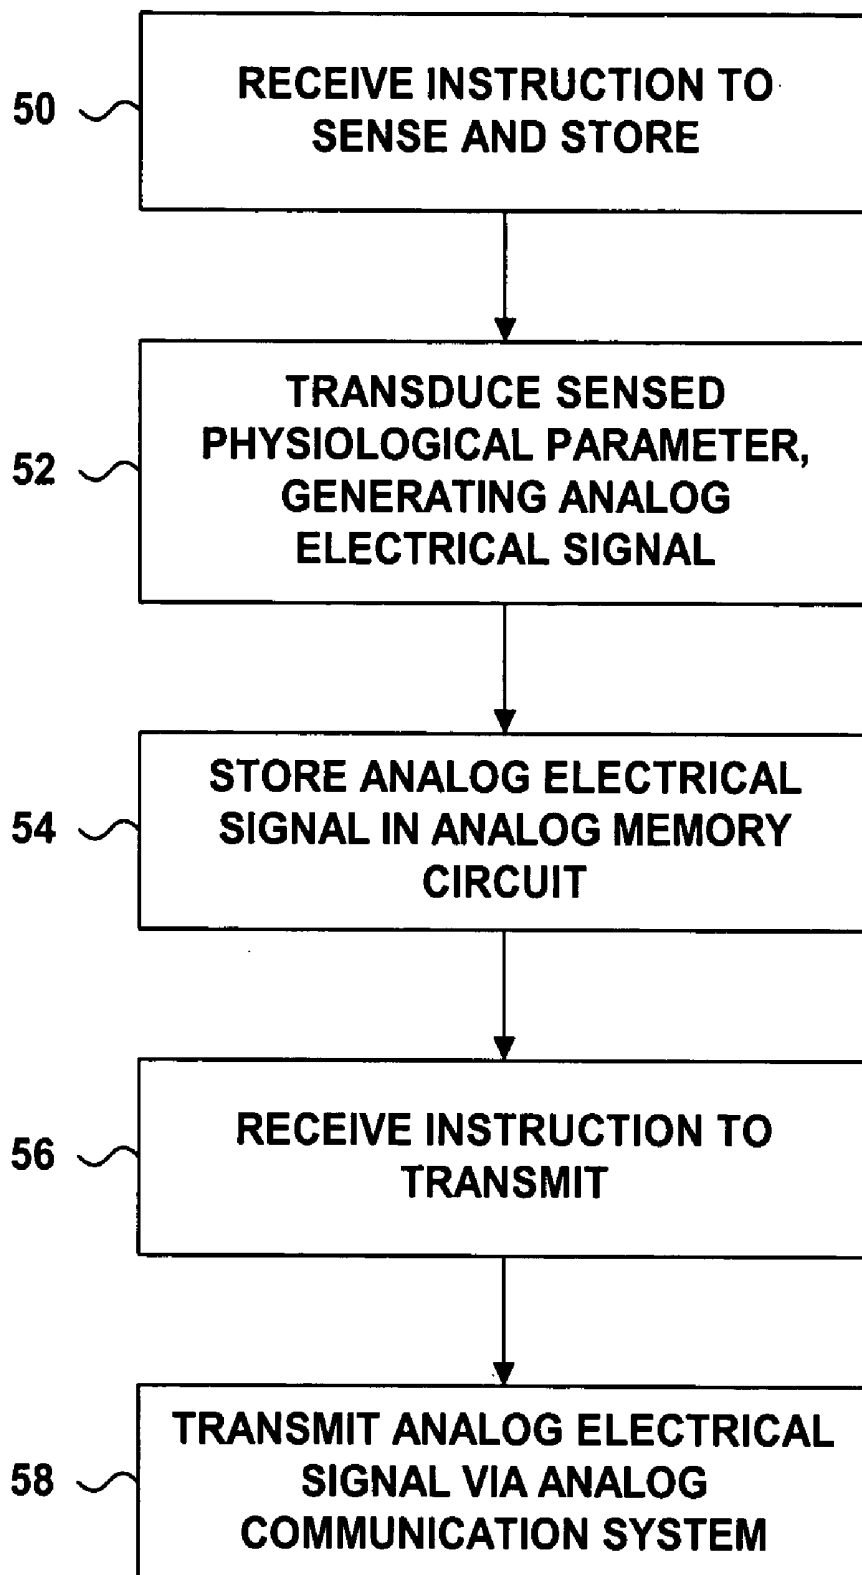 50
RECEIVE INSTRUCTION TO
SENSE AND STORE
52
TRANSDUCE SENSED
PHYSIOLOGICAL PARAMETER,
GENERATING ANALOG
ELECTRICAL SIGNAL
54
STORE ANALOG ELECTRICAL
SIGNAL IN ANALOG MEMORY
CIRCUIT
56
RECEIVE INSTRUCTION TO
TRANSMIT
58
TRANSMIT ANALOG ELECTRICAL
SIGNAL VIA ANALOG
COMMUNICATION SYSTEM